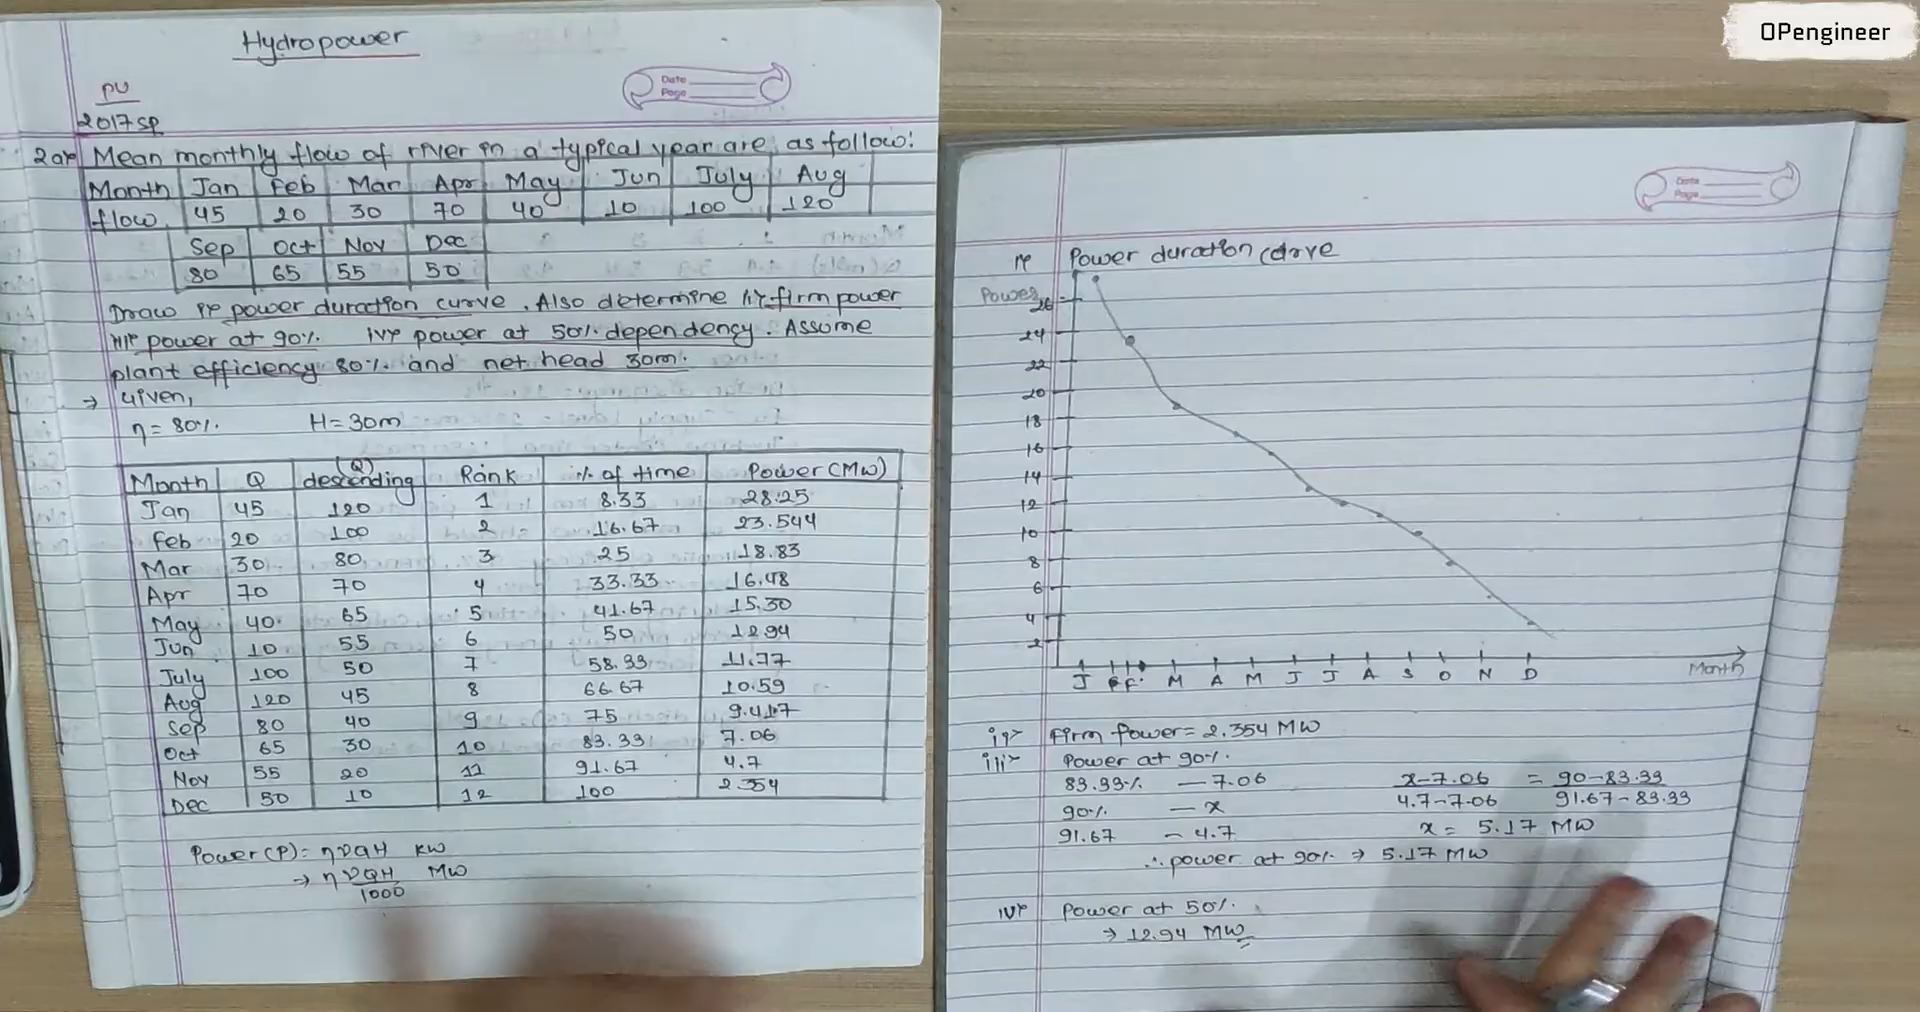 OPengineer
Hydropower
PU
2017 SP
Date
Page
2 a> Mean monthly flow of river in a typical year are as follow:
Month Jan Feb Mar Apr May Jun July Aug
flow 45 20 30 70 40 10 100 120
Sep Oct Nov Dec
80 65 55 50
Draw i> power duration curve. Also determine ii> firm power
iii> power at 90% iv> power at 50% dependency. Assume
plant efficiency 80% and net head 30m.
→ Given,
η = 80% H = 30m
Month Q (Q) descending Rank % of time Power (MW)
Jan 45 120 1 8.33 28.25
Feb 20 100 2 16.67 23.544
Mar 30 80 3 25 18.83
Apr 70 70 4 33.33 16.48
May 40 65 5 41.67 15.30
Jun 10 55 6 50 12.94
July 100 50 7 58.33 11.77
Aug 120 45 8 66.67 10.59
Sep 80 40 9 75 9.417
Oct 65 30 10 83.33 7.06
Nov 55 20 11 91.67 4.7
Dec 50 10 12 100 2.354
Power (P) = ηγQH KW
→ ηγQH MW
1000
Date
Page
i> Power duration curve
Power
26
24
22
20
18
16
14
12
10
8
6
4
2
J F M A M J J A S O N D Month
ii> Firm Power = 2.354 MW
iii> Power at 90%.
83.33% — 7.06 x-7.06 = 90-83.33
90% — x 4.7-7.06 91.67-83.33
91.67 — 4.7 x = 5.17 MW
∴ power at 90% → 5.17 MW
iv> Power at 50%.
→ 12.94 MW